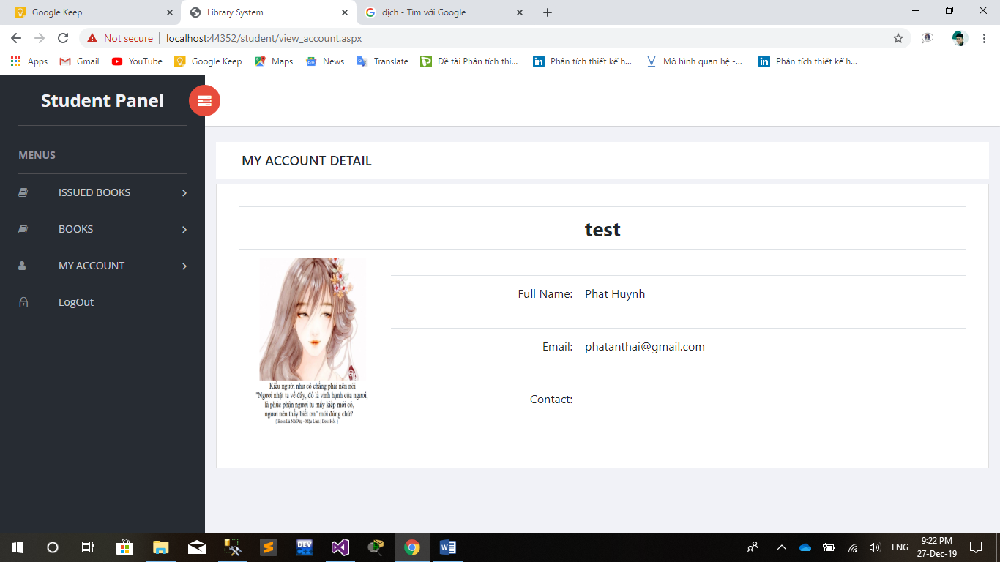 Google Keep
Library System
dịch - Tìm với Google
Not secure
localhost:44352/student/view_account.aspx
Apps
Gmail
YouTube
Google Keep
Maps
News
Translate
Đề tài Phân tích thi...
Phân tích thiết kế h...
Mô hình quan hệ -...
Phân tích thiết kế h...
Student Panel
MENUS
ISSUED BOOKS
BOOKS
MY ACCOUNT
LogOut
MY ACCOUNT DETAIL
test
Kiểu người như cô chẳng phải nên nói
"Ngươi nhặt ta về đây, đó là vinh hạnh của ngươi,
là phúc phận ngươi tu mấy kiếp mới có,
ngươi nên thấy biết ơn" mới đúng chứ?
Full Name: Phat Huynh
Email: phatanthai@gmail.com
Contact:
DEV
ENG
9:22 PM
27-Dec-19